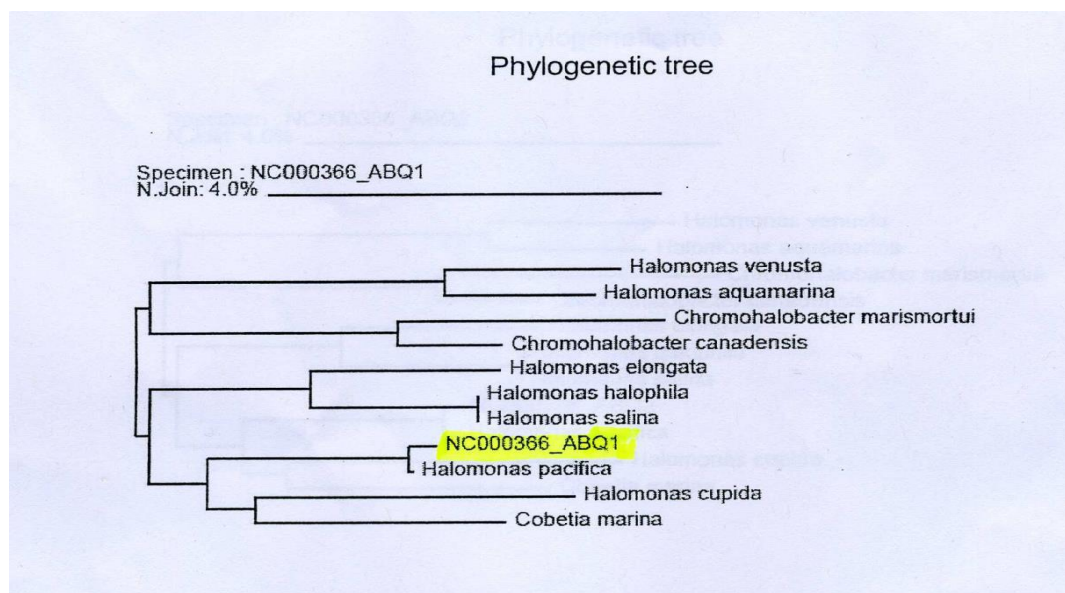 Phylogenetic tree
Specimen : NC000366_ABQ1
N.Join: 4.0%
Halomonas venusta
Halomonas aquamarina
Chromohalobacter marismortui
Chromohalobacter canadensis
Halomonas elongata
Halomonas halophila
Halomonas salina
NC000366_ABQ1
Halomonas pacifica
Halomonas cupida
Cobetia marina